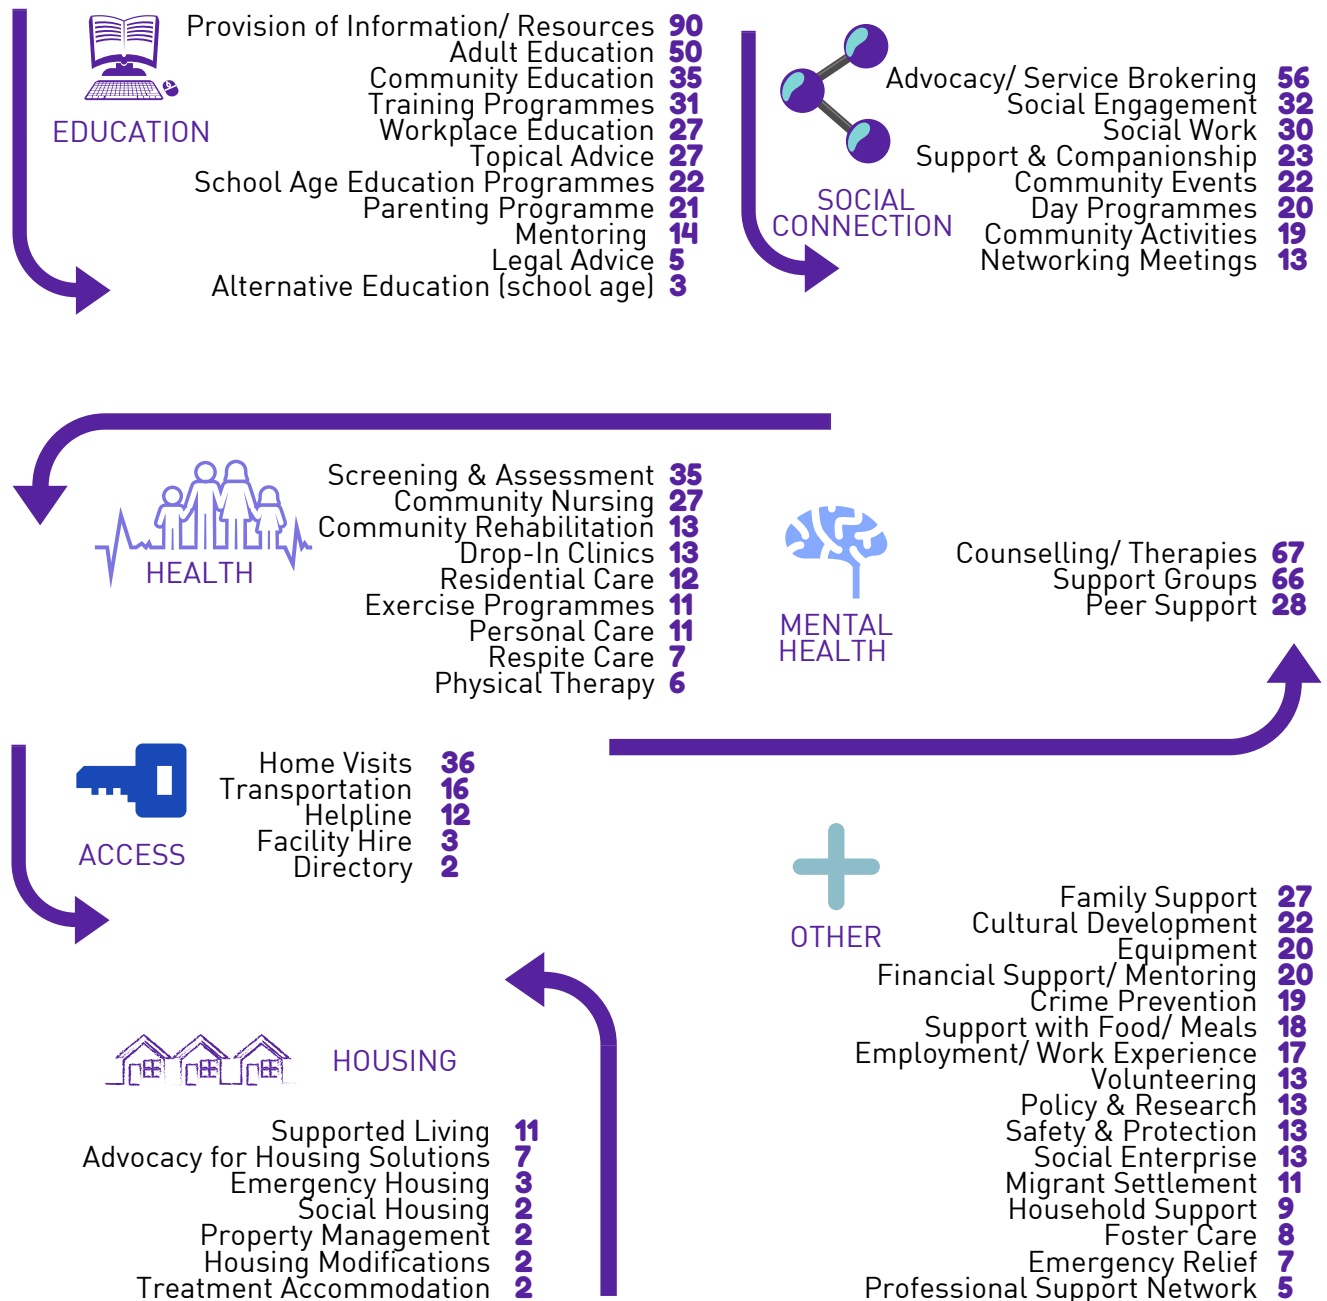 EDUCATION
Provision of Information/ Resources 90
Adult Education 50
Community Education 35
Training Programmes 31
Workplace Education 27
Topical Advice 27
School Age Education Programmes 22
Parenting Programme 21
Mentoring 14
Legal Advice 5
Alternative Education (school age) 3
SOCIAL
CONNECTION
Advocacy/ Service Brokering 56
Social Engagement 32
Social Work 30
Support & Companionship 23
Community Events 22
Day Programmes 20
Community Activities 19
Networking Meetings 13
HEALTH
Screening & Assessment 35
Community Nursing 27
Community Rehabilitation 13
Drop-In Clinics 13
Residential Care 12
Exercise Programmes 11
Personal Care 11
Respite Care 7
Physical Therapy 6
MENTAL
HEALTH
Counselling/ Therapies 67
Support Groups 66
Peer Support 28
ACCESS
Home Visits 36
Transportation 16
Helpline 12
Facility Hire 3
Directory 2
HOUSING
Supported Living 11
Advocacy for Housing Solutions 7
Emergency Housing 3
Social Housing 2
Property Management 2
Housing Modifications 2
Treatment Accommodation 2
OTHER
Family Support 27
Cultural Development 22
Equipment 20
Financial Support/ Mentoring 20
Crime Prevention 19
Support with Food/ Meals 18
Employment/ Work Experience 17
Volunteering 13
Policy & Research 13
Safety & Protection 13
Social Enterprise 13
Migrant Settlement 11
Household Support 9
Foster Care 8
Emergency Relief 7
Professional Support Network 5